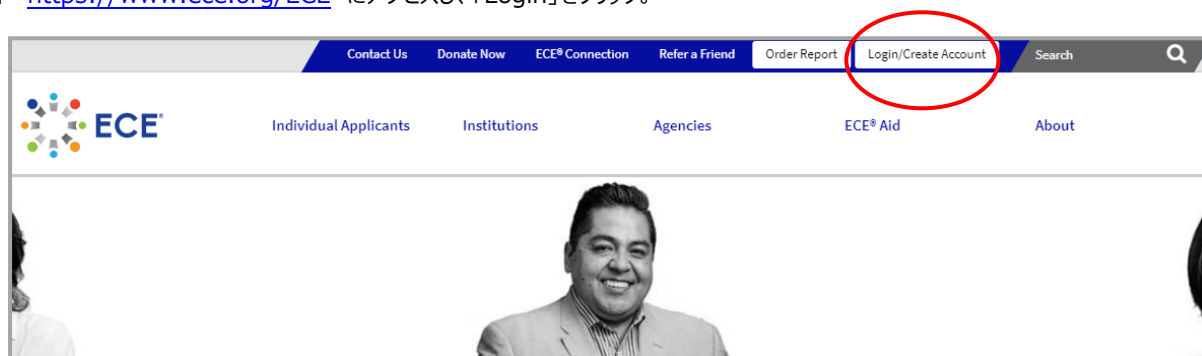 https://www.ece.org/ECE にアクセスし、「Login」をクリック。
Contact Us Donate Now ECE® Connection Refer a Friend Order Report Login/Create Account Search
ECE® Individual Applicants Institutions Agencies ECE® Aid About